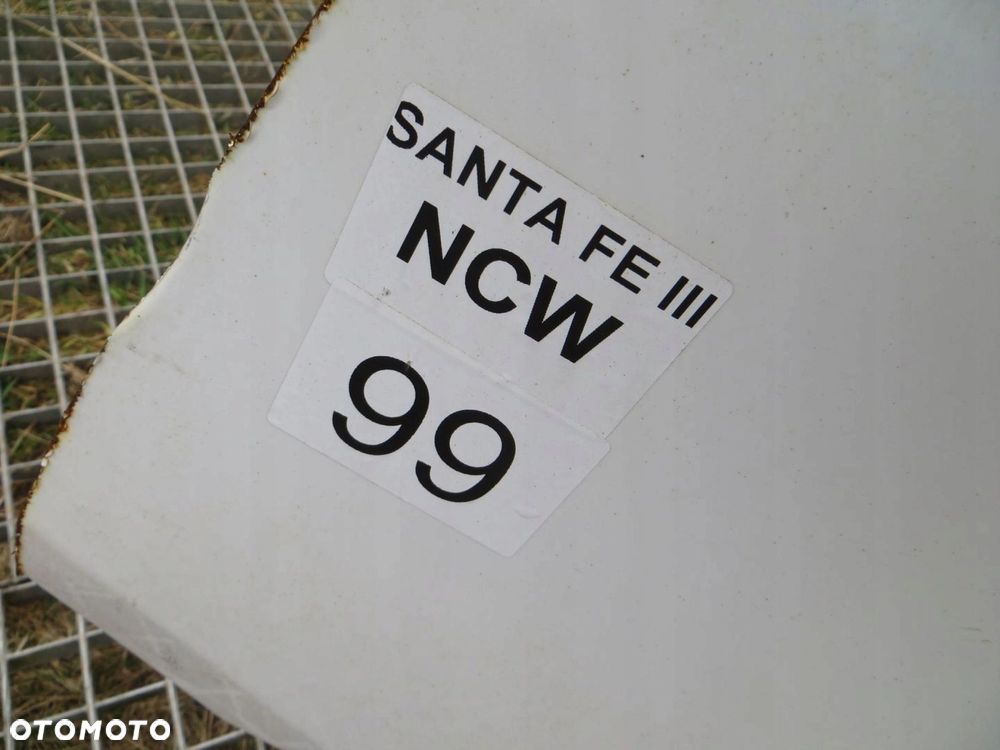 SANTA FE III
NCW
99
OTOMOTO